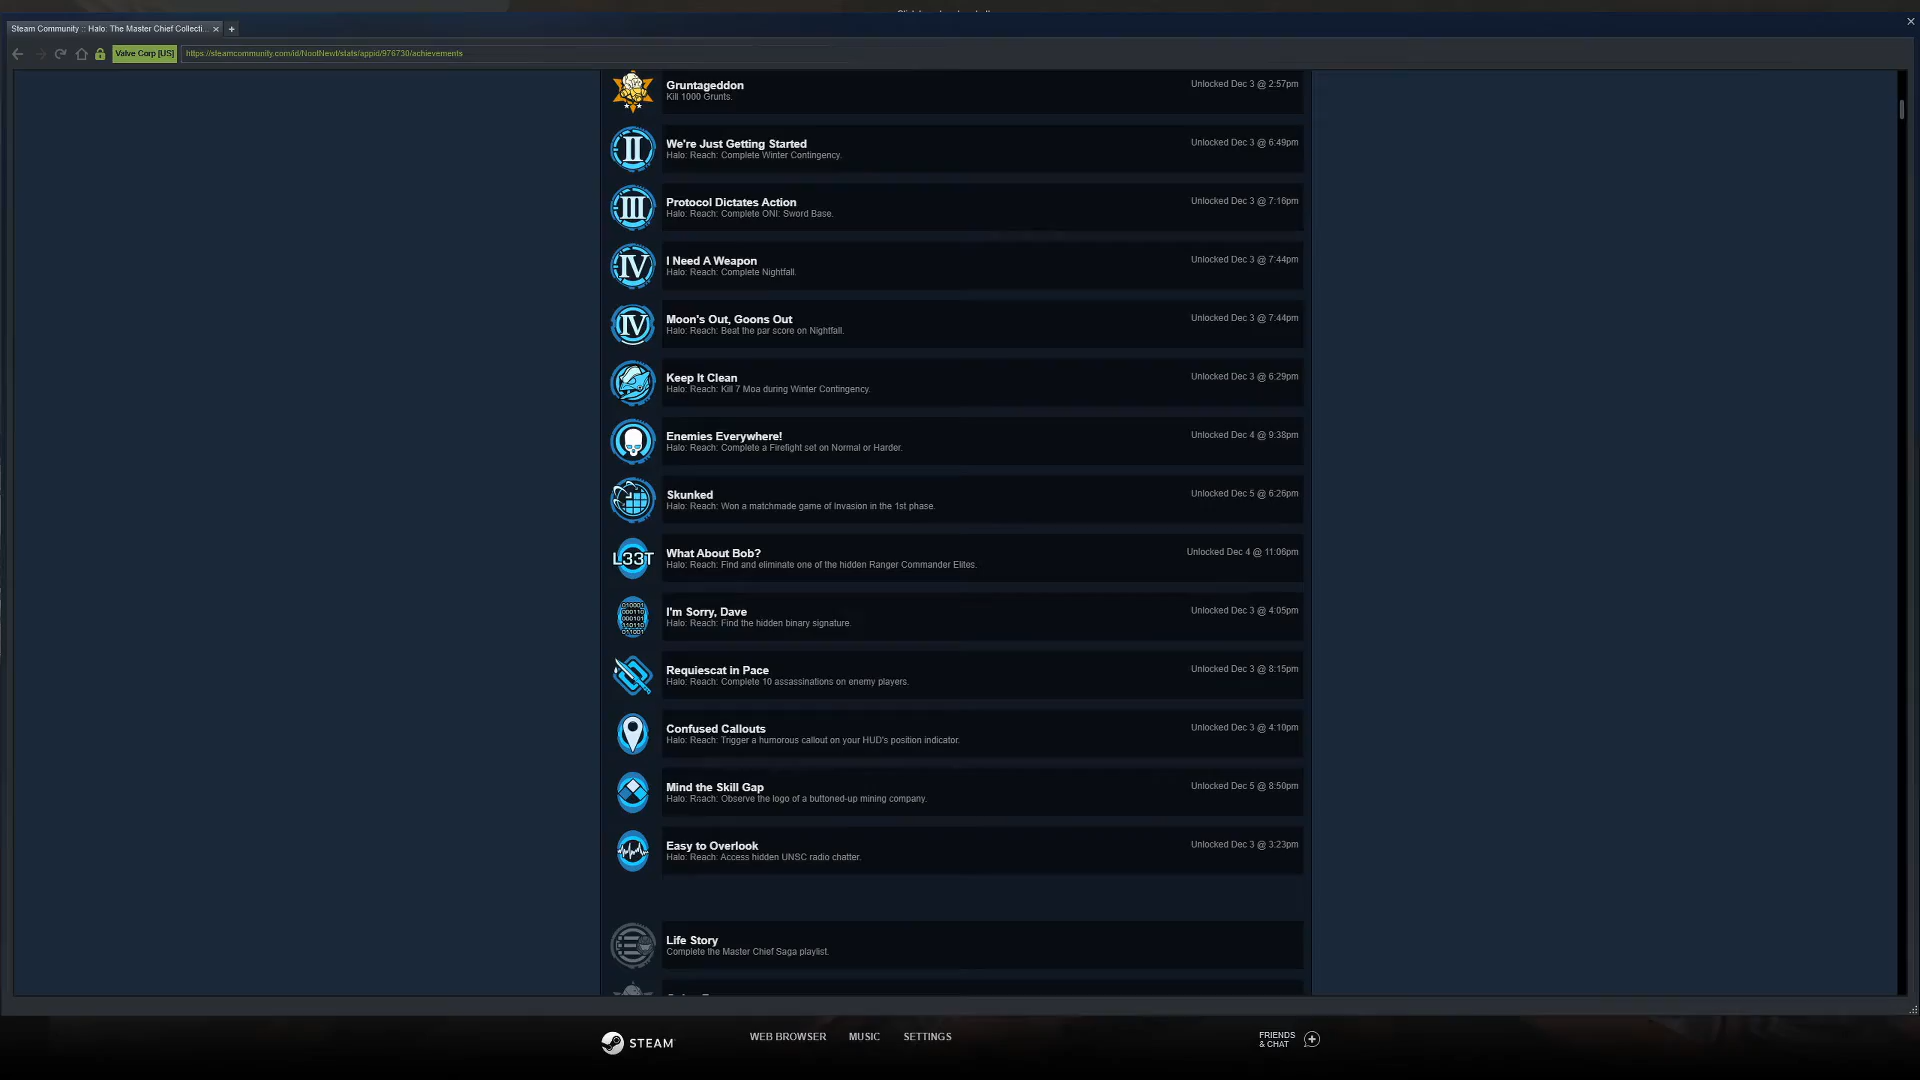 Steam Community :: Halo: The Master Chief Collecti...
Valve Corp [US]
https://steamcommunity.com/id/NootNewt/stats/appid/976730/achievements
Gruntageddon
Kill 1000 Grunts.
Unlocked Dec 3 @ 2:57pm
II
We're Just Getting Started
Halo: Reach: Complete Winter Contingency.
Unlocked Dec 3 @ 6:49pm
III
Protocol Dictates Action
Halo: Reach: Complete ONI: Sword Base.
Unlocked Dec 3 @ 7:16pm
IV
I Need A Weapon
Halo: Reach: Complete Nightfall.
Unlocked Dec 3 @ 7:44pm
IV
Moon's Out, Goons Out
Halo: Reach: Beat the par score on Nightfall.
Unlocked Dec 3 @ 7:44pm
Keep It Clean
Halo: Reach: Kill 7 Moa during Winter Contingency.
Unlocked Dec 3 @ 6:29pm
Enemies Everywhere!
Halo: Reach: Complete a Firefight set on Normal or Harder.
Unlocked Dec 4 @ 9:38pm
Skunked
Halo: Reach: Won a matchmade game of Invasion in the 1st phase.
Unlocked Dec 5 @ 6:26pm
L33T
What About Bob?
Halo: Reach: Find and eliminate one of the hidden Ranger Commander Elites.
Unlocked Dec 4 @ 11:06pm
010001
000110
000101
110110
011001
I'm Sorry, Dave
Halo: Reach: Find the hidden binary signature.
Unlocked Dec 3 @ 4:05pm
Requiescat in Pace
Halo: Reach: Complete 10 assassinations on enemy players.
Unlocked Dec 3 @ 8:15pm
Confused Callouts
Halo: Reach: Trigger a humorous callout on your HUD's position indicator.
Unlocked Dec 3 @ 4:10pm
Mind the Skill Gap
Halo: Reach: Observe the logo of a buttoned-up mining company.
Unlocked Dec 5 @ 8:50pm
Easy to Overlook
Halo: Reach: Access hidden UNSC radio chatter.
Unlocked Dec 3 @ 3:23pm
Life Story
Complete the Master Chief Saga playlist.
STEAM
WEB BROWSER
MUSIC
SETTINGS
FRIENDS
& CHAT